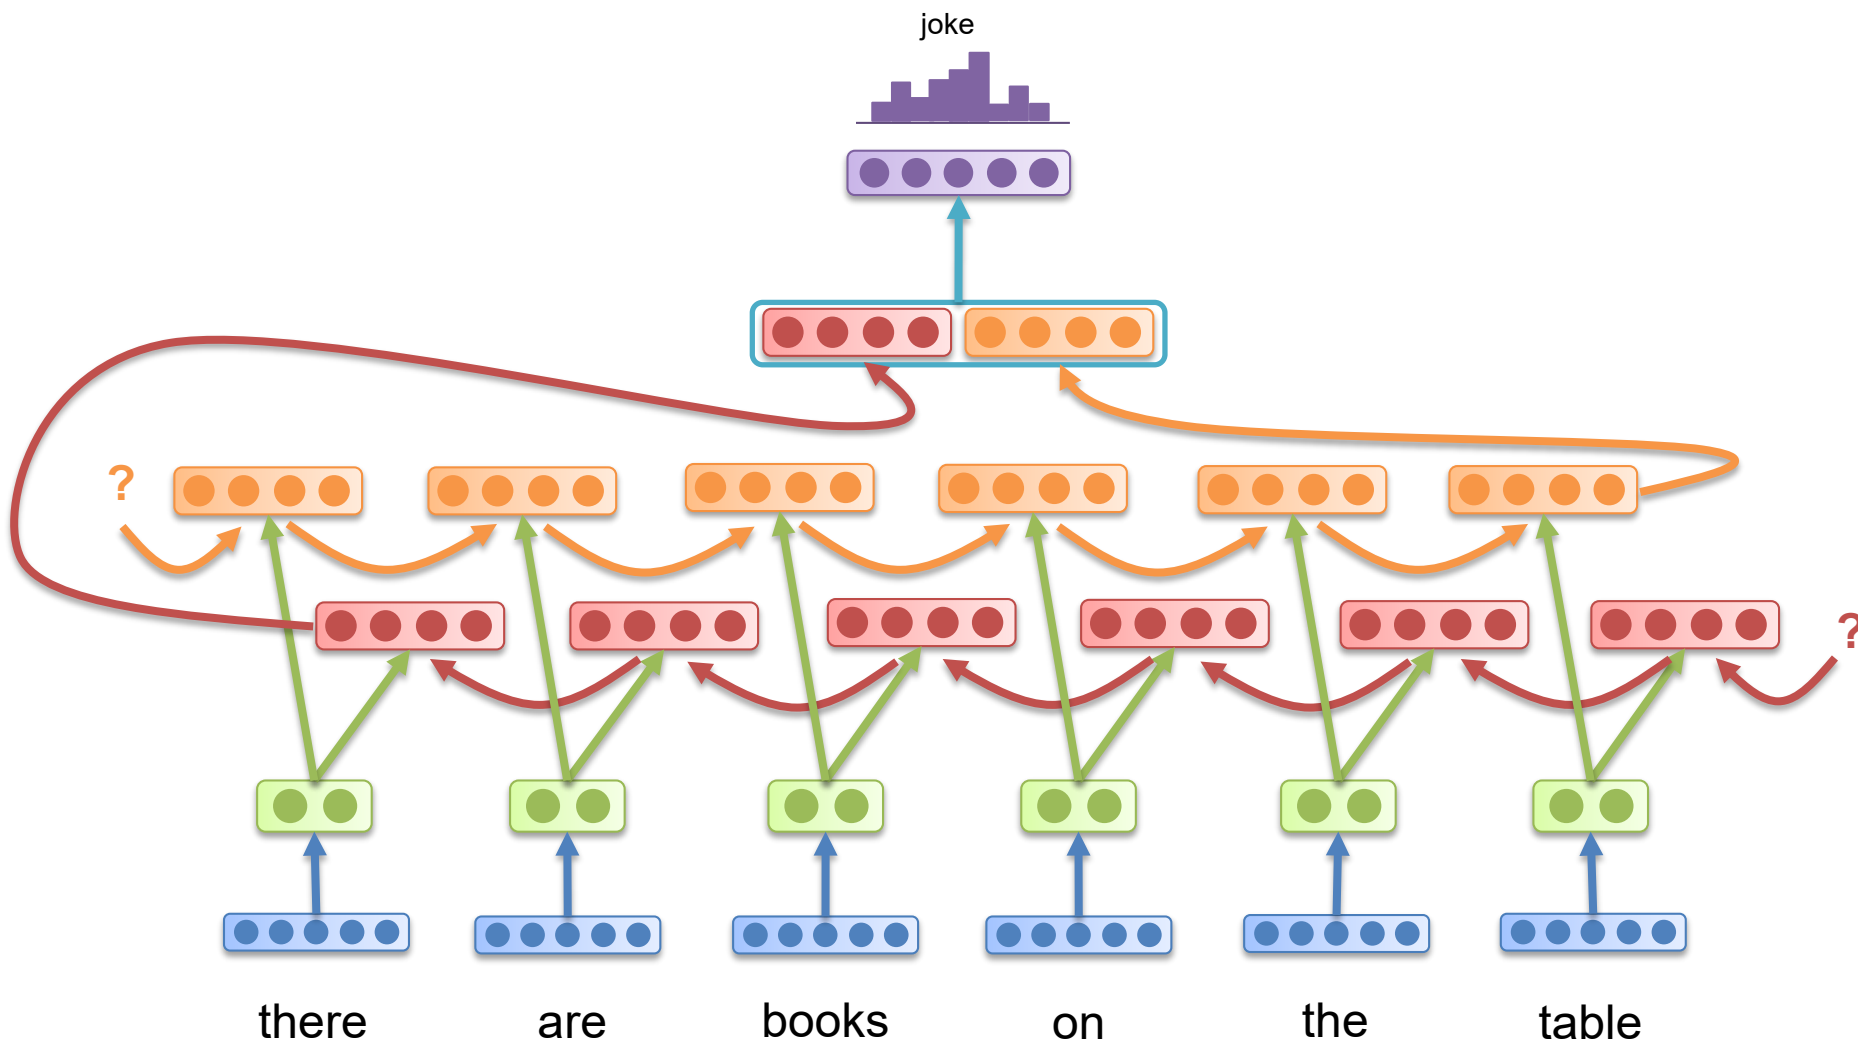 joke
?
?
there are books on the table